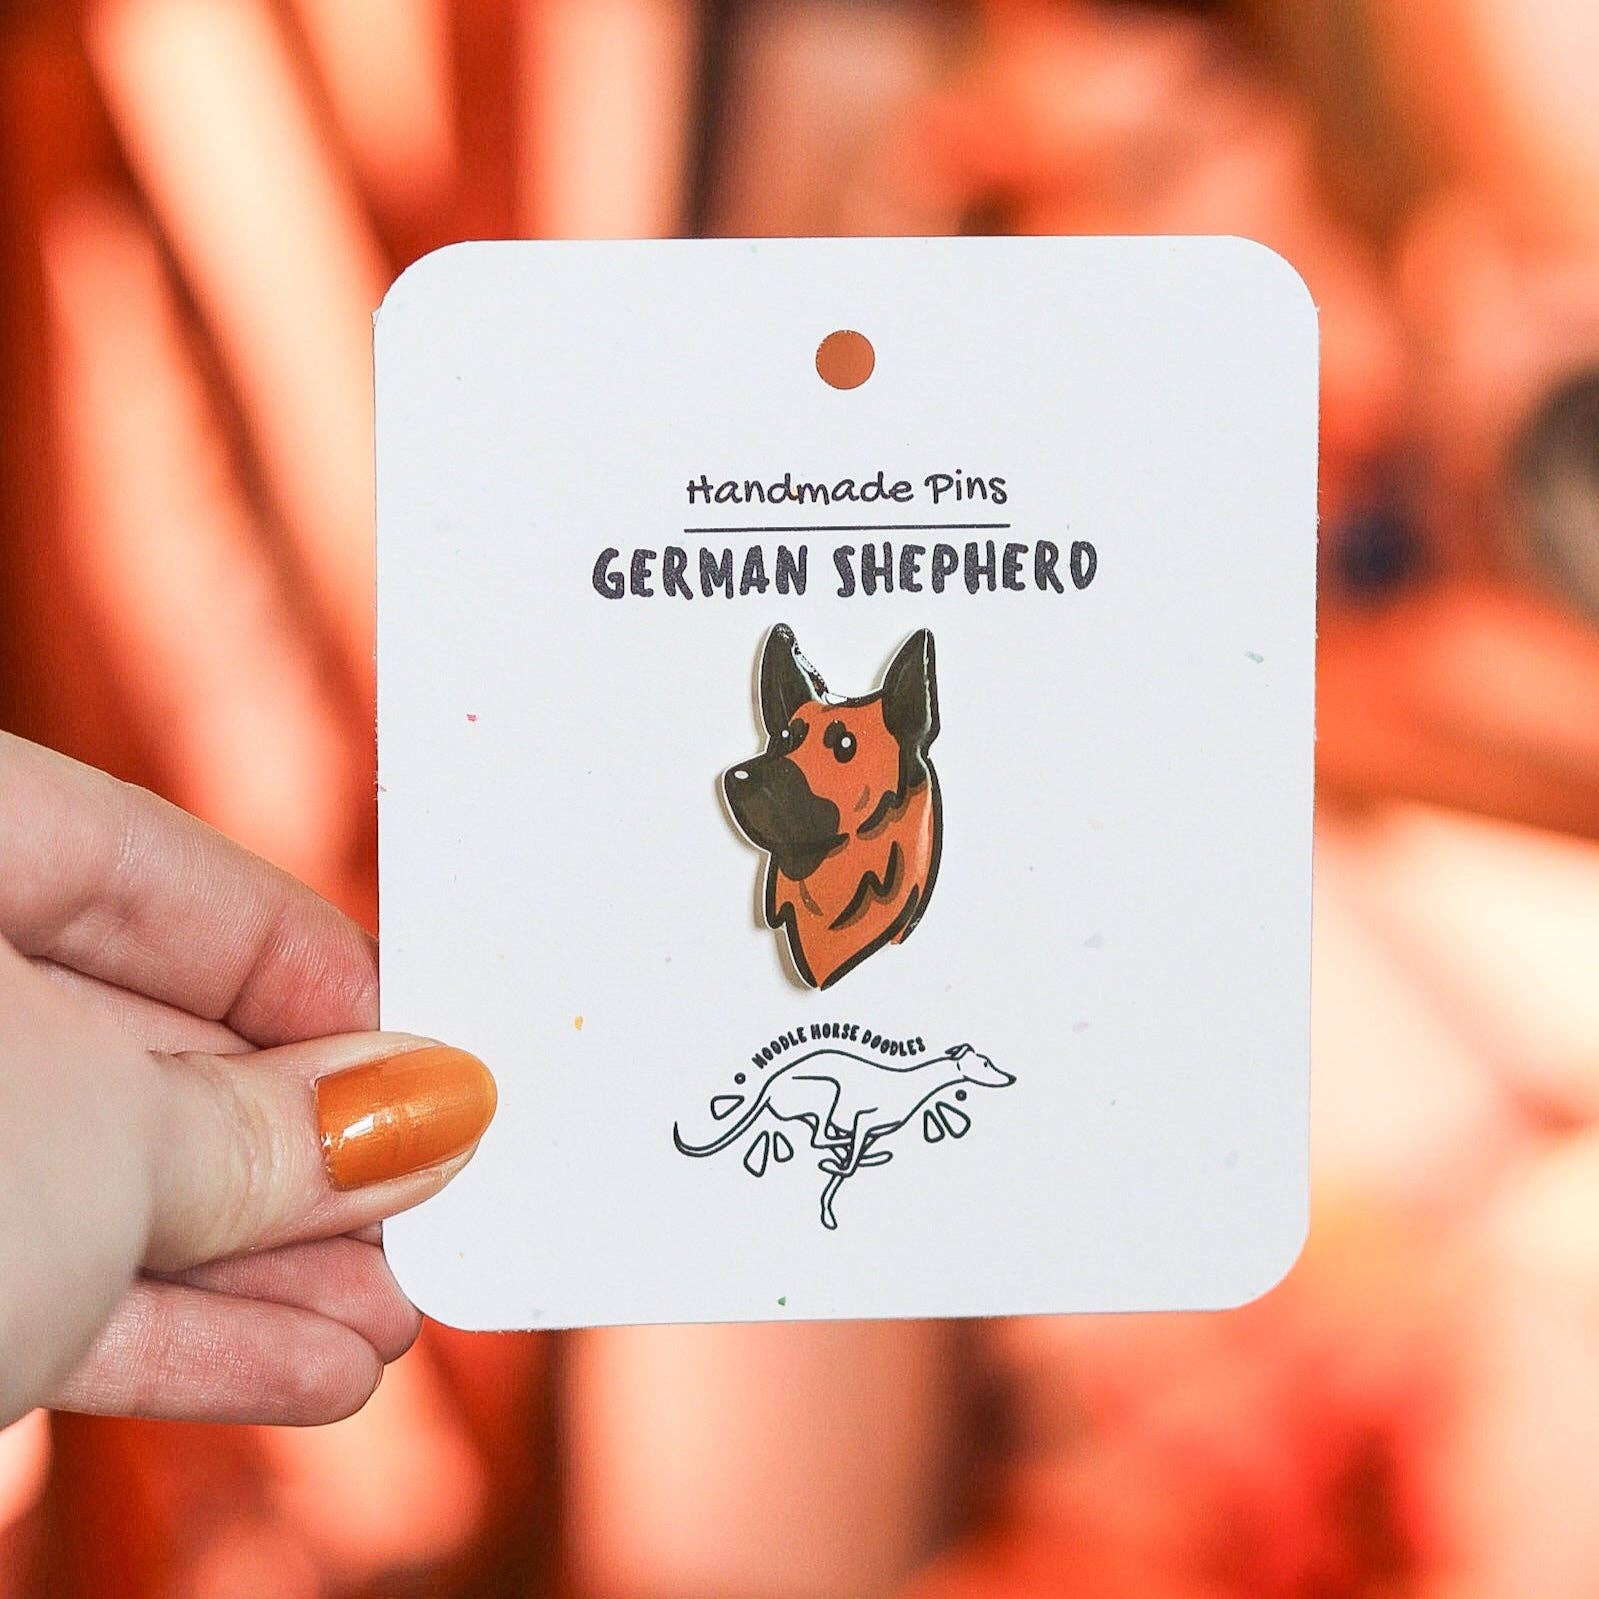 Handmade Pins
GERMAN SHEPHERD
NOODLE HORSE DOODLES